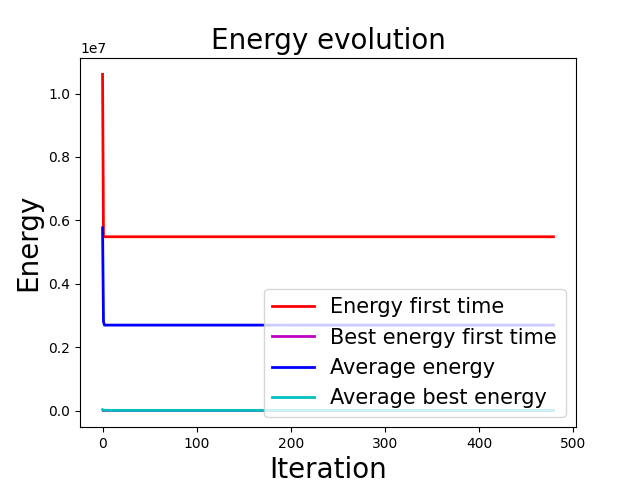 Energy evolution
1e7
1.0
0.8
0.6
0.4
0.2
0.0
Energy
Energy first time
Best energy first time
Average energy
Average best energy
0 100 200 300 400 500
Iteration